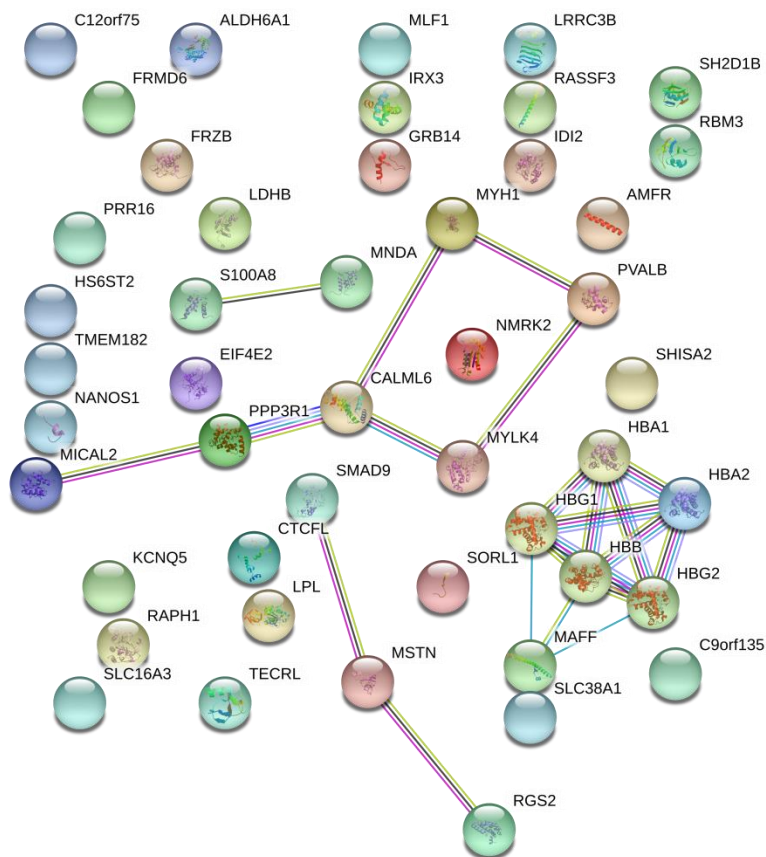 C12orf75
ALDH6A1
MLF1
LRRC3B
SH2D1B
FRMD6
IRX3
RASSF3
RBM3
FRZB
GRB14
IDI2
LDHB
MYH1
AMFR
PRR16
S100A8
MNDA
PVALB
HS6ST2
NMRK2
TMEM182
EIF4E2
CALML6
SHISA2
NANOS1
PPP3R1
HBA1
MICAL2
SMAD9
MYLK4
HBA2
HBG1
CTCFL
HBB
HBG2
KCNQ5
LPL
SORL1
RAPH1
MAFF
C9orf135
SLC16A3
TECRL
MSTN
SLC38A1
RGS2